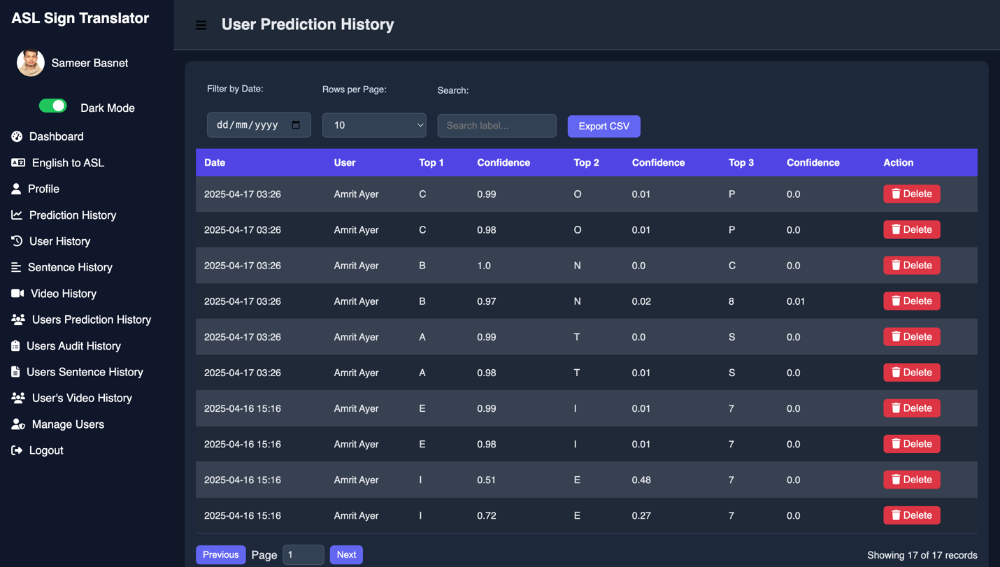 ASL Sign Translator
Sameer Basnet
Dark Mode
Dashboard
English to ASL
Profile
Prediction History
User History
Sentence History
Video History
Users Prediction History
Users Audit History
Users Sentence History
User's Video History
Manage Users
Logout
User Prediction History
Filter by Date: Rows per Page: Search:
dd/mm/yyyy 10 Search label... Export CSV
Date User Top 1 Confidence Top 2 Confidence Top 3 Confidence Action
2025-04-17 03:26 Amrit Ayer C 0.99 O 0.01 P 0.0 Delete
2025-04-17 03:26 Amrit Ayer C 0.98 O 0.01 P 0.0 Delete
2025-04-17 03:26 Amrit Ayer B 1.0 N 0.0 C 0.0 Delete
2025-04-17 03:26 Amrit Ayer B 0.97 N 0.02 8 0.01 Delete
2025-04-17 03:26 Amrit Ayer A 0.99 T 0.0 S 0.0 Delete
2025-04-17 03:26 Amrit Ayer A 0.98 T 0.01 S 0.0 Delete
2025-04-16 15:16 Amrit Ayer E 0.99 I 0.01 7 0.0 Delete
2025-04-16 15:16 Amrit Ayer E 0.98 I 0.01 7 0.0 Delete
2025-04-16 15:16 Amrit Ayer I 0.51 E 0.48 7 0.0 Delete
2025-04-16 15:16 Amrit Ayer I 0.72 E 0.27 7 0.0 Delete
Previous Page 1 Next Showing 17 of 17 records